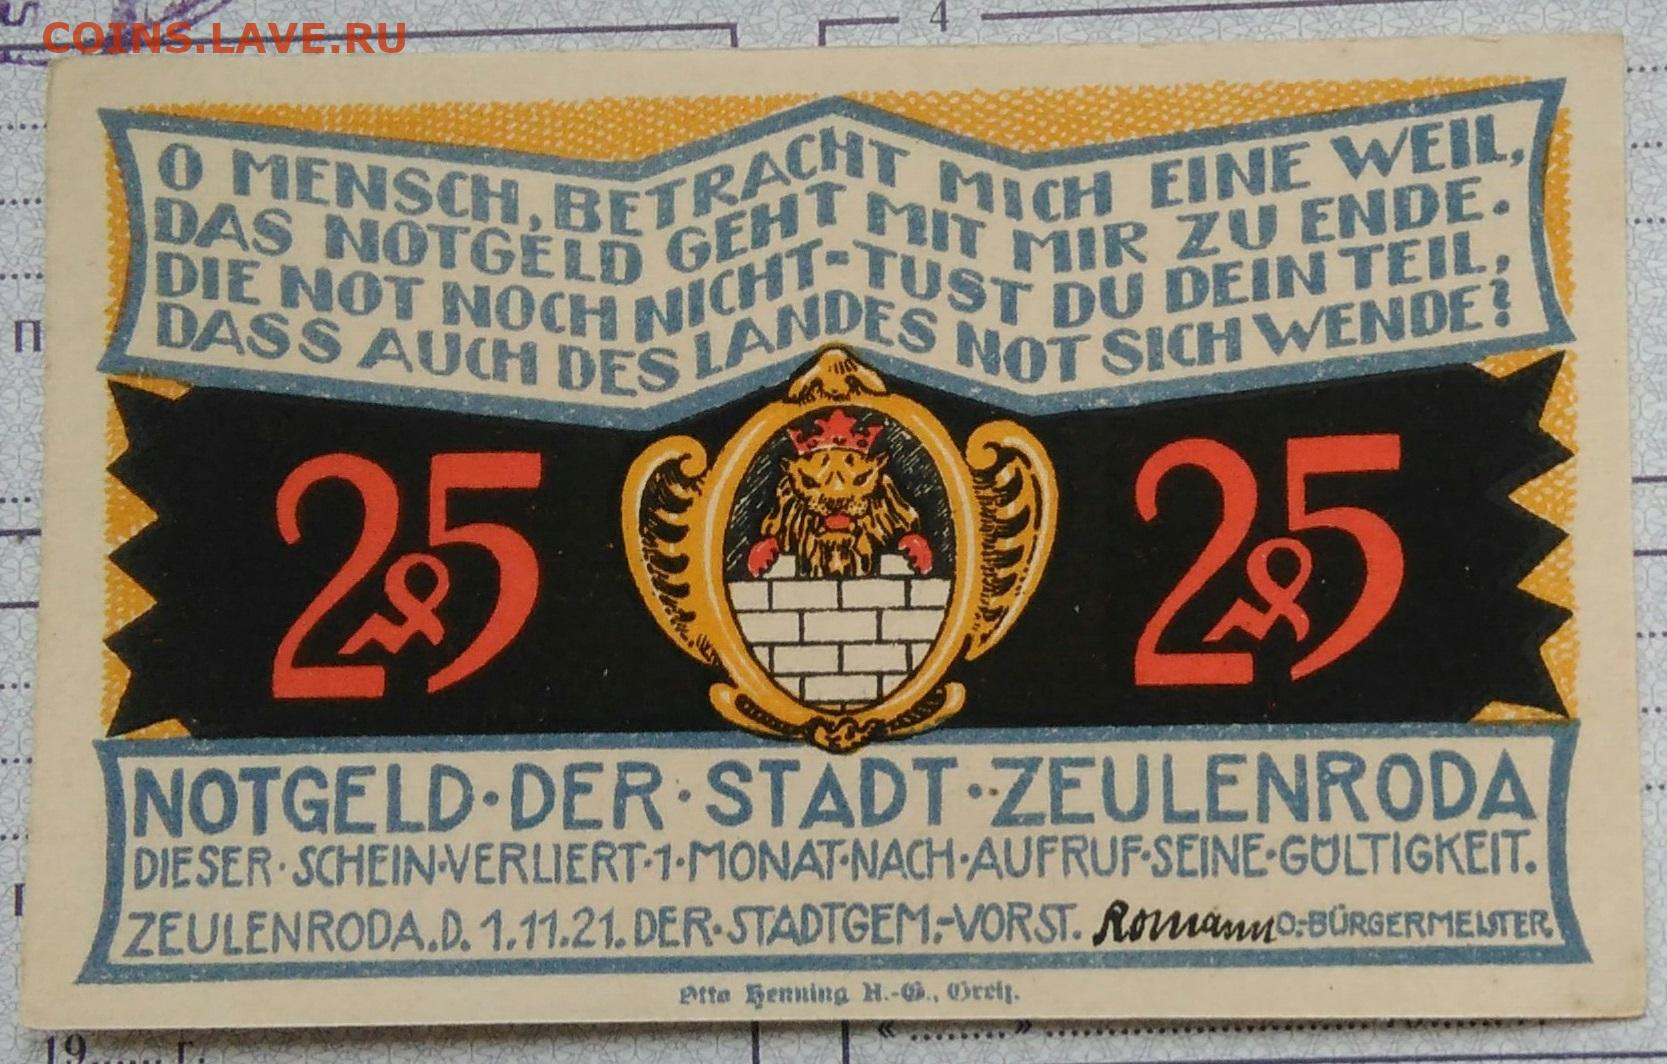 COINS.LAVE.RU
4
O MENSCH, BETRACHT MICH EINE WEIL,
DAS NOTGELD GEHT MIT MIR ZU ENDE.
DIE NOT NOCH NICHT-TUST DU DEIN TEIL,
DASS AUCH DES LANDES NOT SICH WENDE?
25 25
NOTGELD·DER·STADT·ZEULENRODA
DIESER·SCHEIN·VERLIERT·1·MONAT·NACH·AUFRUF·SEINE·GÜLTIGKEIT.
ZEULENRODA.D. 1.11.21. DER·STADTGEM.-VORST. Romann O.-BÜRGERMEISTER.
Otto Henning A.-G., Greiz.